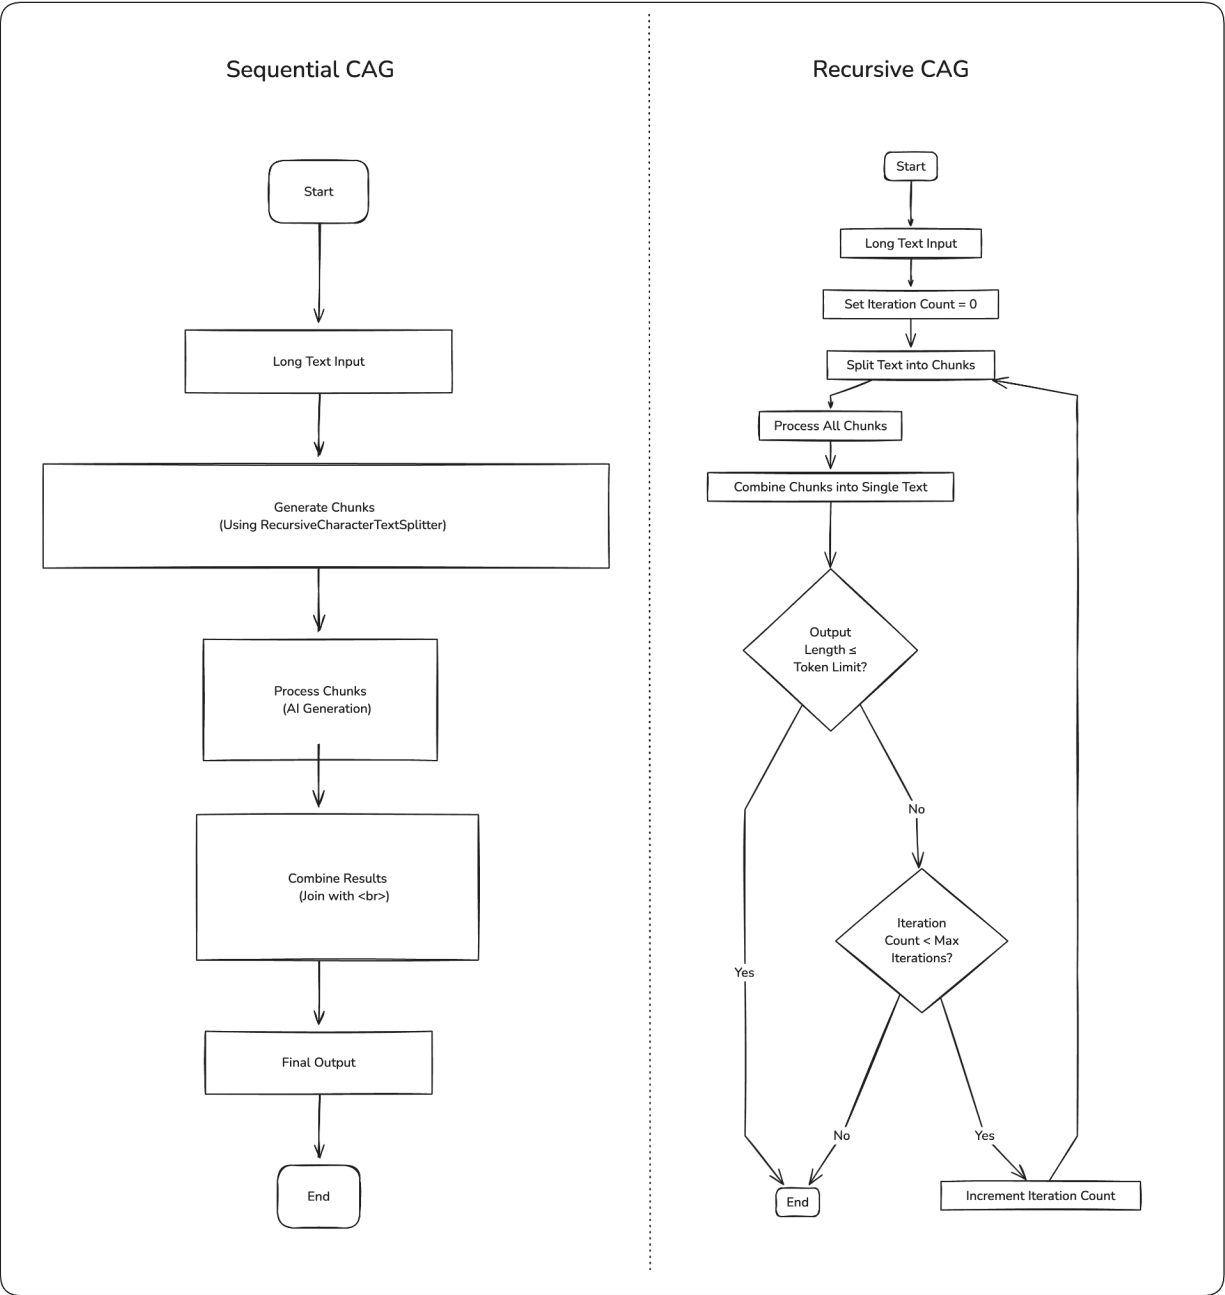 Sequential CAG
Start
Long Text Input
Generate Chunks
(Using RecursiveCharacterTextSplitter)
Process Chunks
(AI Generation)
Combine Results
(Join with <br>)
Final Output
End
Recursive CAG
Start
Long Text Input
Set Iteration Count = 0
Split Text into Chunks
Process All Chunks
Combine Chunks into Single Text
Output
Length ≤
Token Limit?
No
Iteration
Count < Max
Iterations?
Yes
No
Yes
End
Increment Iteration Count